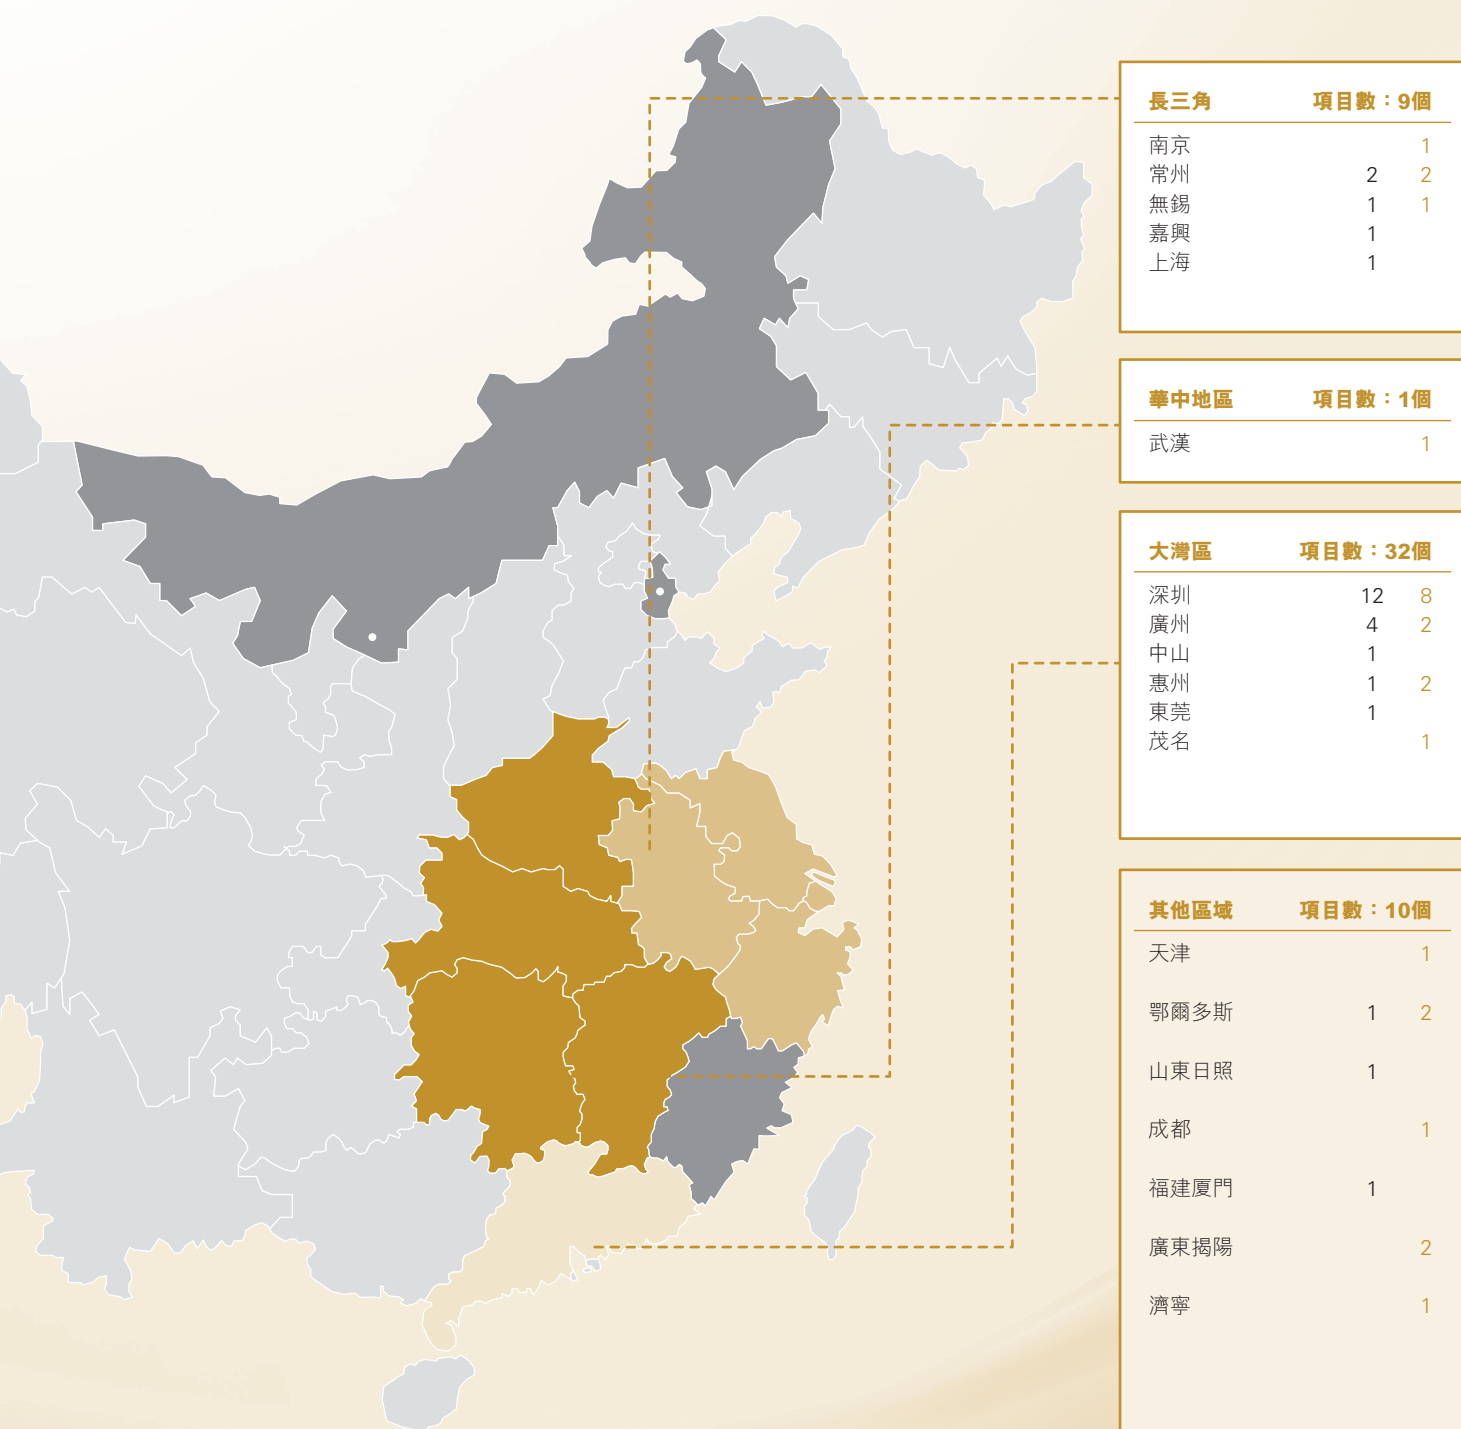 長三角 項目數：9個
南京 1
常州 2 2
無錫 1 1
嘉興 1
上海 1
華中地區 項目數：1個
武漢 1
大灣區 項目數：32個
深圳 12 8
廣州 4 2
中山 1
惠州 1 2
東莞 1
茂名 1
其他區域 項目數：10個
天津 1
鄂爾多斯 1 2
山東日照 1
成都 1
福建厦門 1
廣東揭陽 2
濟寧 1